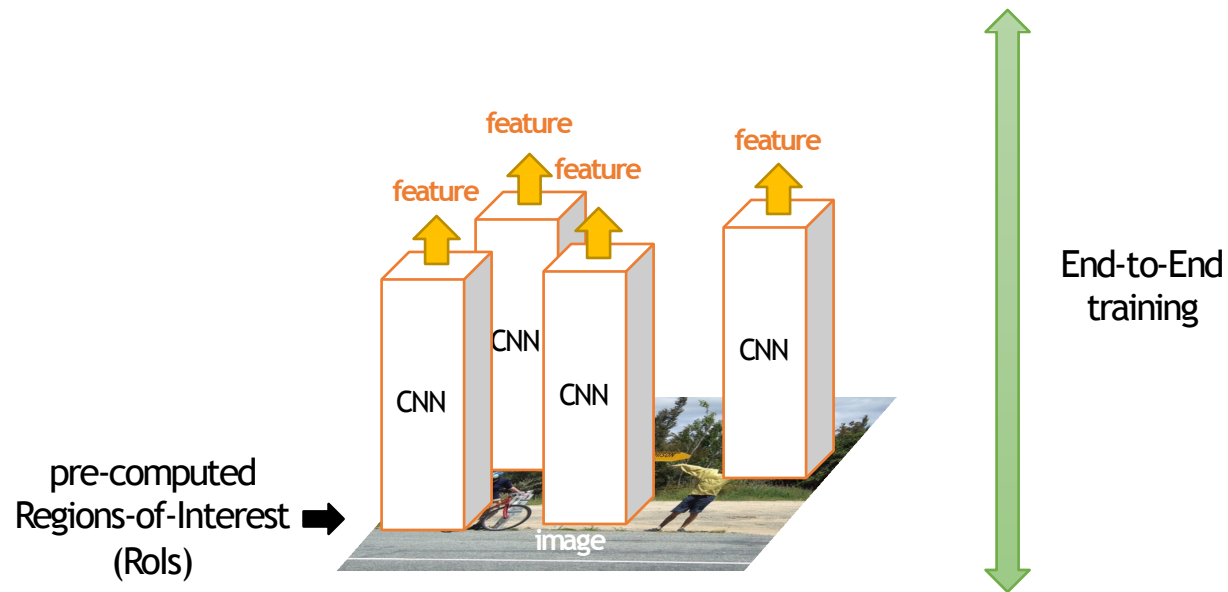 feature
feature
feature
feature
CNN
CNN
CNN
CNN
End-to-End
training
pre-computed
Regions-of-Interest
(RoIs)
image